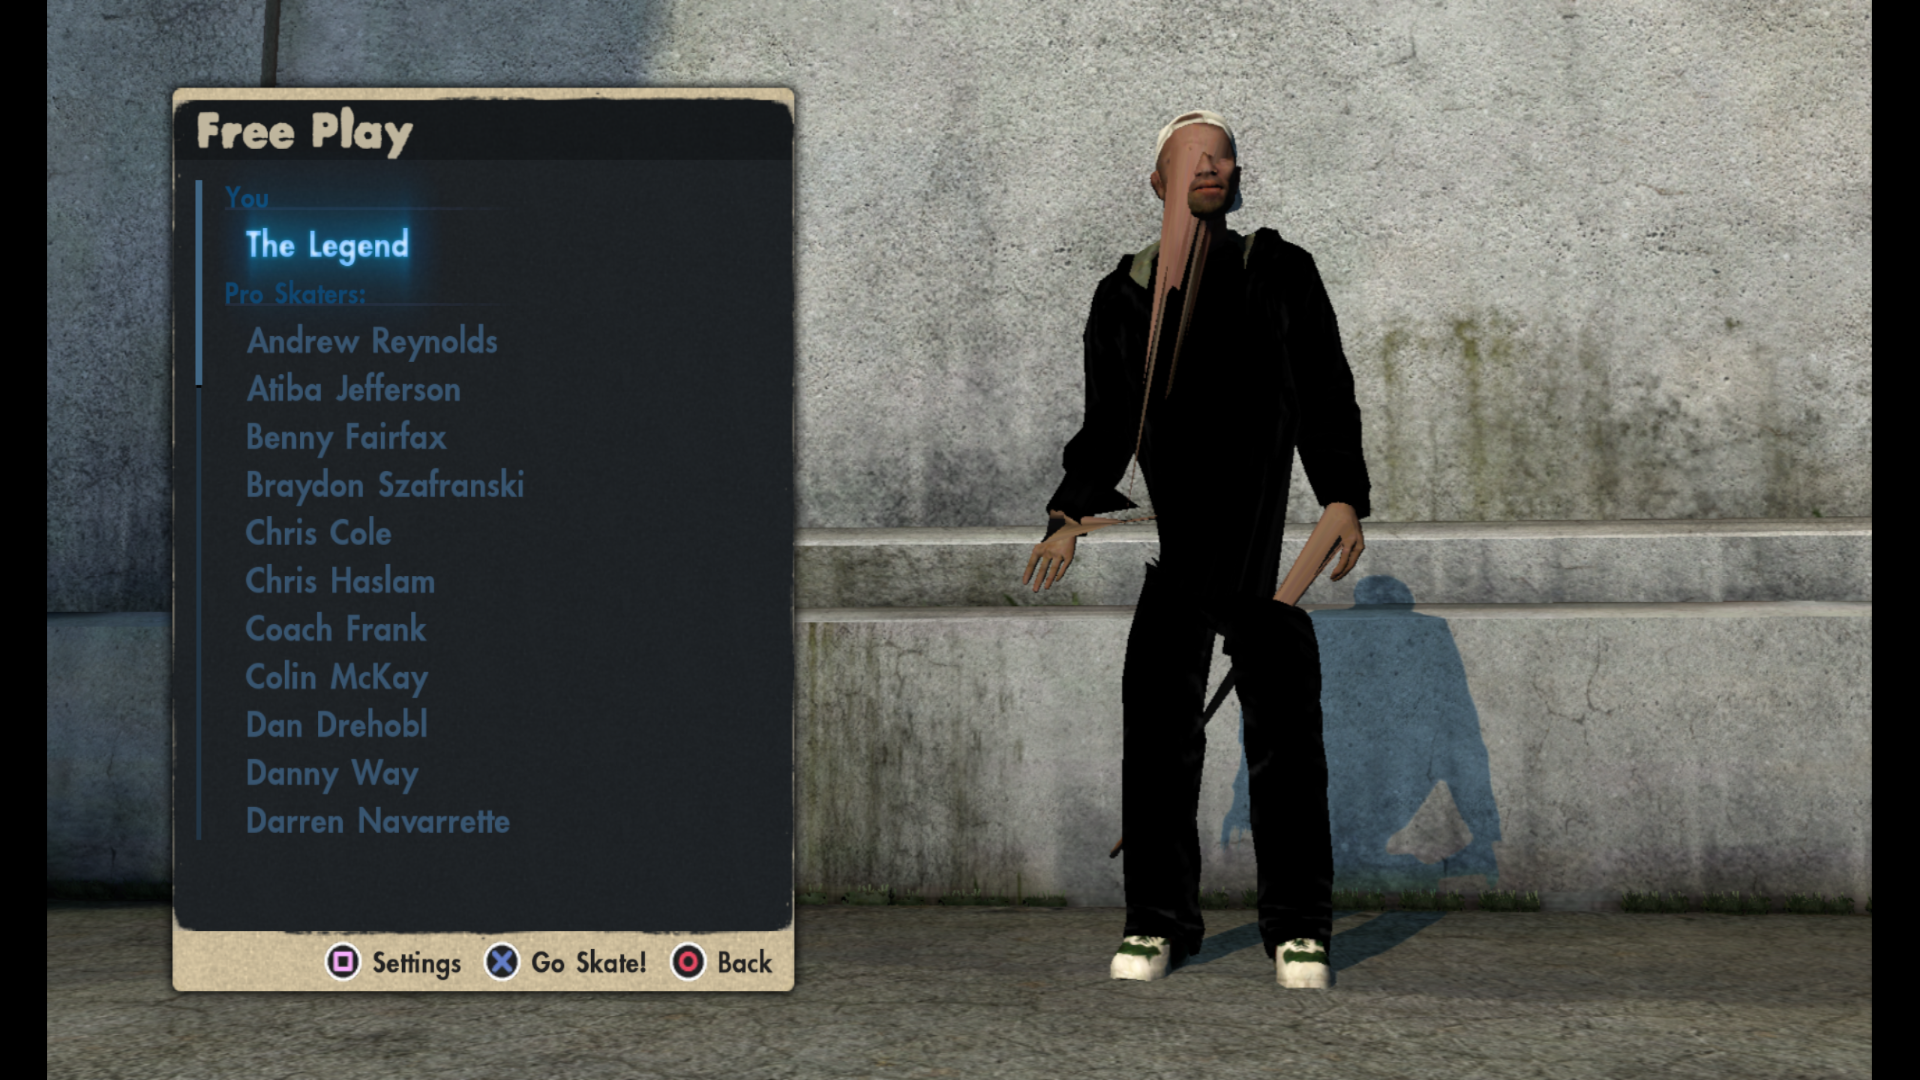 Free Play
You
The Legend
Pro Skaters:
Andrew Reynolds
Atiba Jefferson
Benny Fairfax
Braydon Szafranski
Chris Cole
Chris Haslam
Coach Frank
Colin McKay
Dan Drehobl
Danny Way
Darren Navarrette
Settings Go Skate! Back